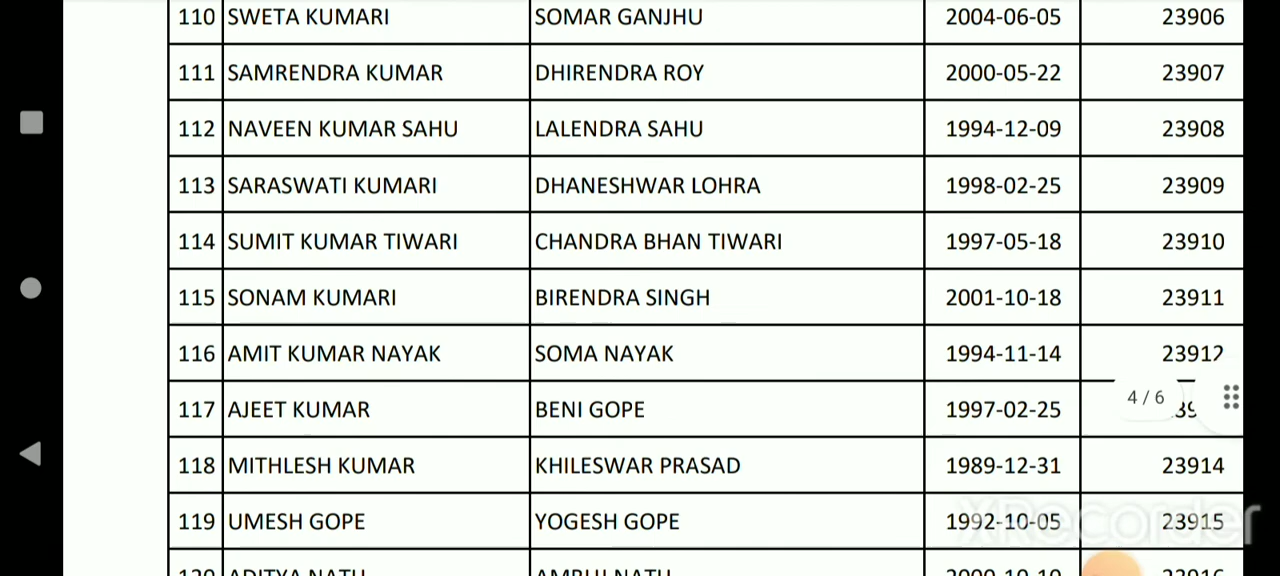 110 SWETA KUMARI SOMAR GANJHU 2004-06-05 23906
111 SAMRENDRA KUMAR DHIRENDRA ROY 2000-05-22 23907
112 NAVEEN KUMAR SAHU LALENDRA SAHU 1994-12-09 23908
113 SARASWATI KUMARI DHANESHWAR LOHRA 1998-02-25 23909
114 SUMIT KUMAR TIWARI CHANDRA BHAN TIWARI 1997-05-18 23910
115 SONAM KUMARI BIRENDRA SINGH 2001-10-18 23911
116 AMIT KUMAR NAYAK SOMA NAYAK 1994-11-14 23912
4 / 6
117 AJEET KUMAR BENI GOPE 1997-02-25
118 MITHLESH KUMAR KHILESWAR PRASAD 1989-12-31 23914
119 UMESH GOPE YOGESH GOPE 1992-10-05 23915
XRecorder
120 ADITYA NATH